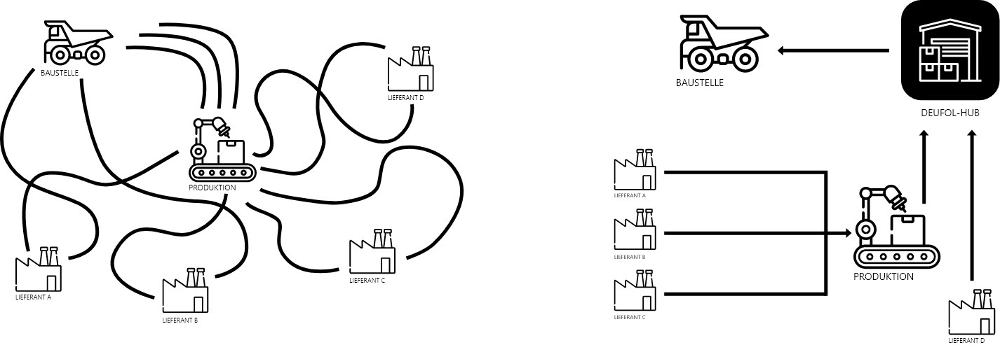 BAUSTELLE
LIEFERANT D
PRODUKTION
LIEFERANT A
LIEFERANT B
LIEFERANT C
BAUSTELLE
DEUFOL-HUB
LIEFERANT A
LIEFERANT B
LIEFERANT C
PRODUKTION
LIEFERANT D